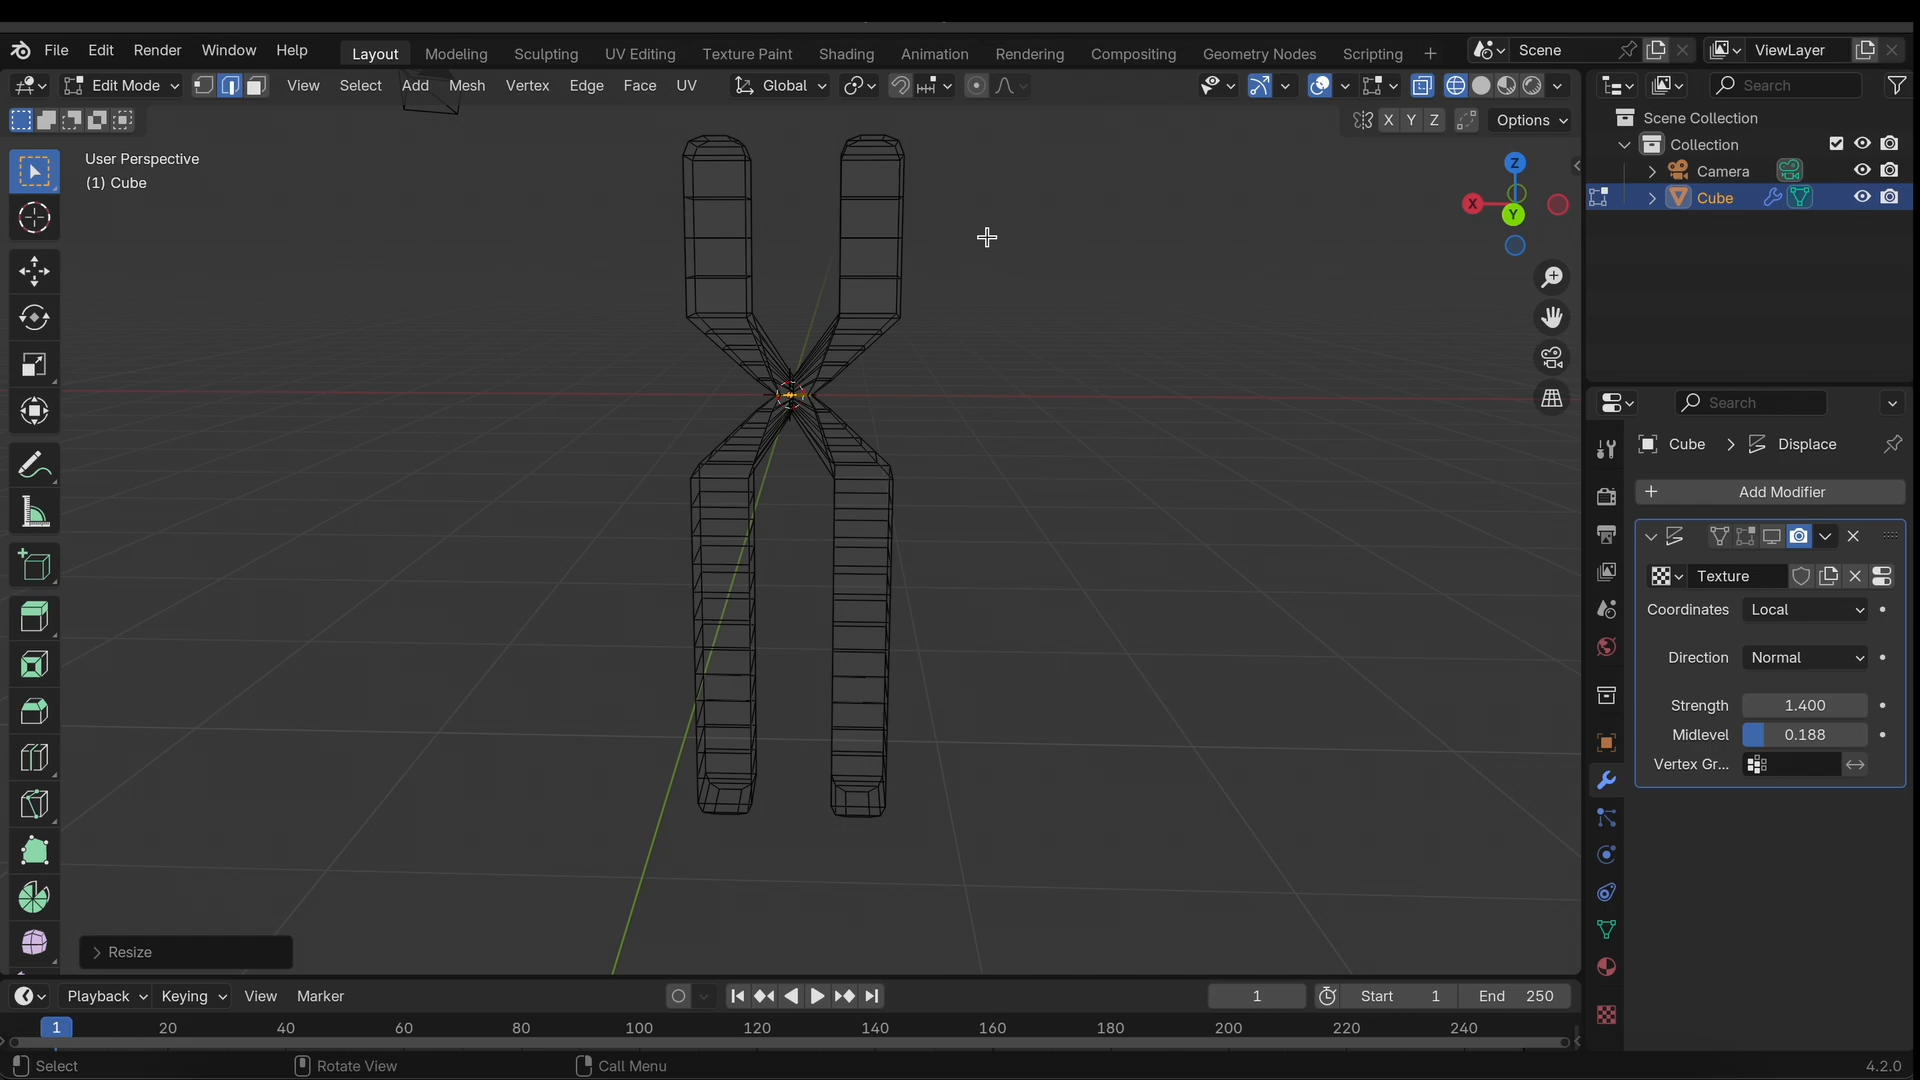 File Edit Render Window Help Layout Modeling Sculpting UV Editing Texture Paint Shading Animation Rendering Compositing Geometry Nodes Scripting + Scene ViewLayer
Edit Mode View Select Add Mesh Vertex Edge Face UV Global Search
X Y Z Options
Scene Collection
Collection
Camera
Cube
User Perspective
(1) Cube
Z
X
Y
Search
Cube > Displace
+ Add Modifier
Texture
Coordinates Local
Direction Normal
Strength 1.400
Midlevel 0.188
Vertex Gr...
> Resize
Playback Keying View Marker 1 Start 1 End 250
1 20 40 60 80 100 120 140 160 180 200 220 240
Select Rotate View Call Menu 4.2.0